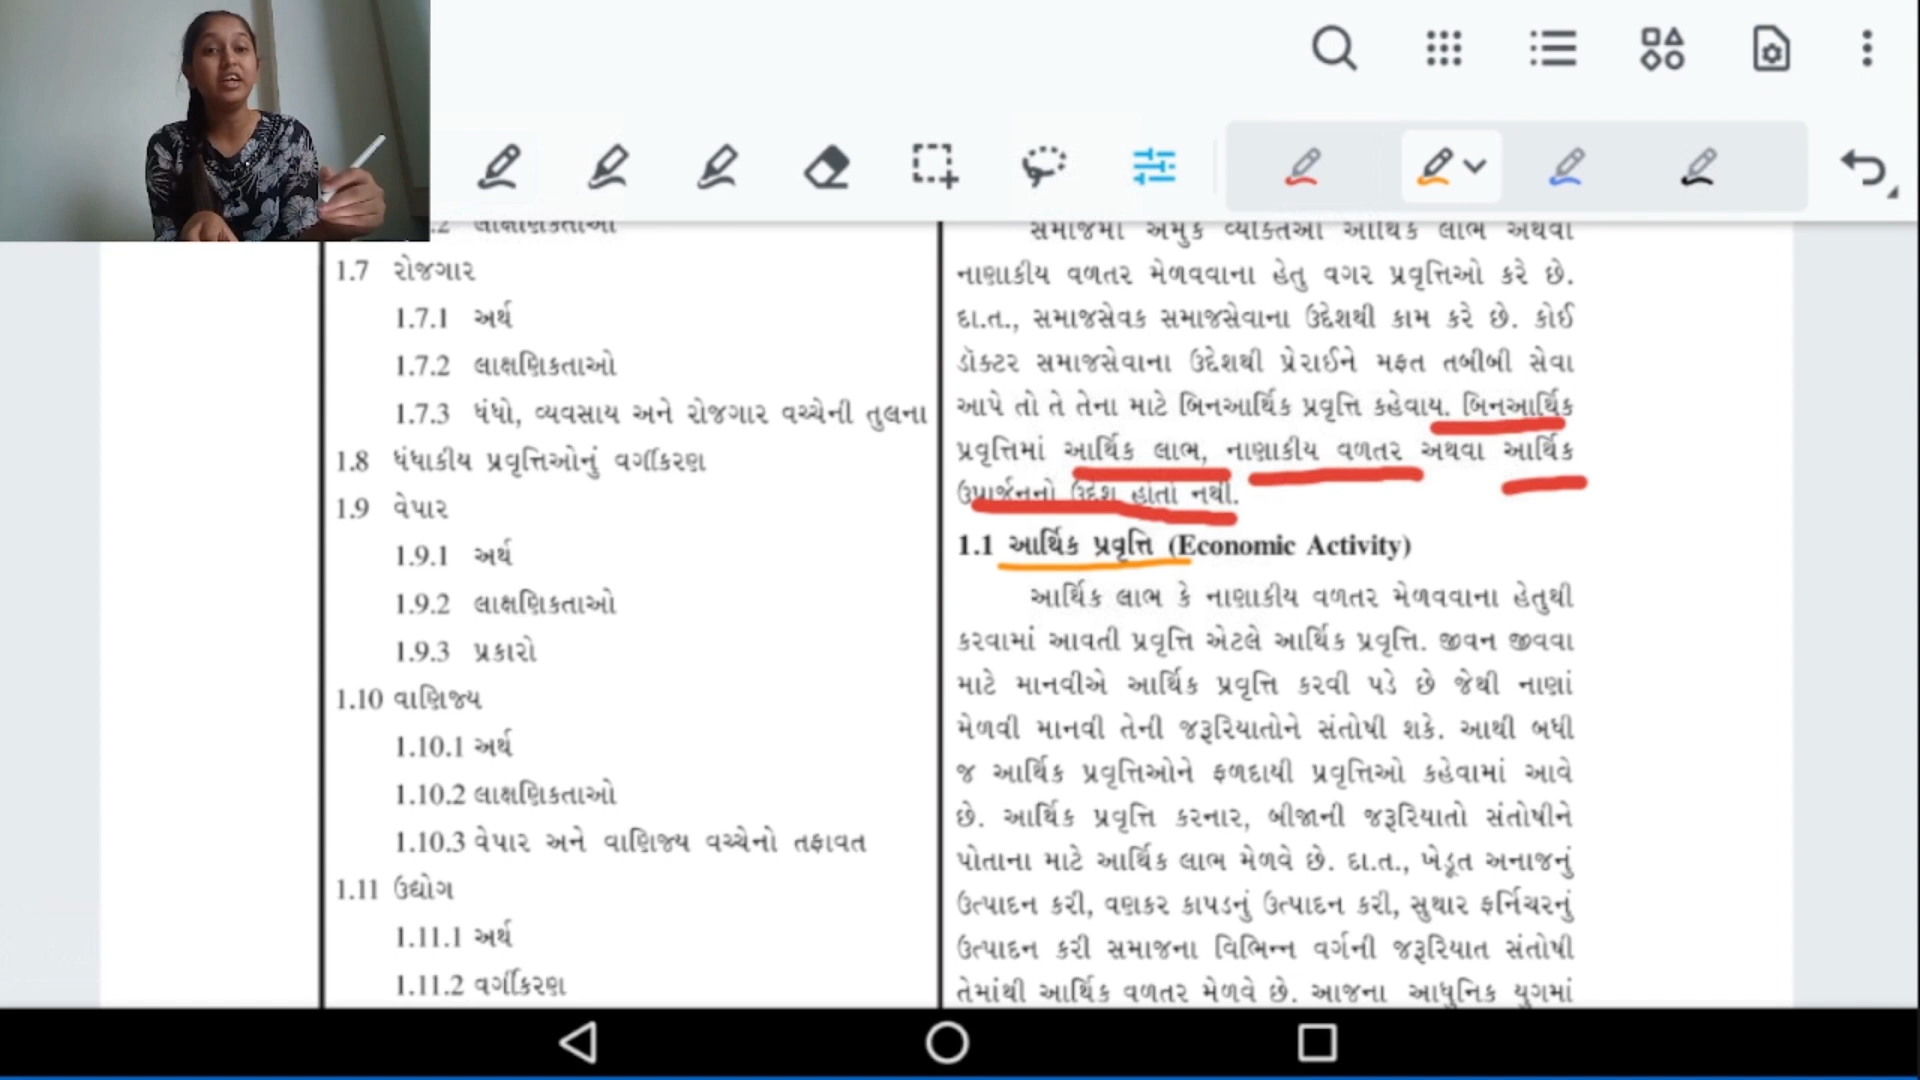 .2 લાક્ષણિકતાઓ
1.7 રોજગાર
1.7.1 અર્થ
1.7.2 લાક્ષણિકતાઓ
1.7.3 ધંધો, વ્યવસાય અને રોજગાર વચ્ચેની તુલના
1.8 ધંધાકીય પ્રવૃત્તિઓનું વર્ગીકરણ
1.9 વેપાર
1.9.1 અર્થ
1.9.2 લાક્ષણિકતાઓ
1.9.3 પ્રકારો
1.10 વાણિજ્ય
1.10.1 અર્થ
1.10.2 લાક્ષણિકતાઓ
1.10.3 વેપાર અને વાણિજ્ય વચ્ચેનો તફાવત
1.11 ઉદ્યોગ
1.11.1 અર્થ
1.11.2 વર્ગીકરણ
સમાજમાં અમુક વ્યક્તિઓ આર્થિક લાભ અથવા
નાણાકીય વળતર મેળવવાના હેતુ વગર પ્રવૃત્તિઓ કરે છે.
દા.ત., સમાજસેવક સમાજસેવાના ઉદ્દેશથી કામ કરે છે. કોઈ
ડૉક્ટર સમાજસેવાના ઉદ્દેશથી પ્રેરાઈને મફત તબીબી સેવા
આપે તો તે તેના માટે બિનઆર્થિક પ્રવૃત્તિ કહેવાય. બિનઆર્થિક
પ્રવૃત્તિમાં આર્થિક લાભ, નાણાકીય વળતર અથવા આર્થિક
ઉપાર્જનનો ઉદ્દેશ હોતો નથી.
1.1 આર્થિક પ્રવૃત્તિ (Economic Activity)
આર્થિક લાભ કે નાણાકીય વળતર મેળવવાના હેતુથી
કરવામાં આવતી પ્રવૃત્તિ એટલે આર્થિક પ્રવૃત્તિ. જીવન જીવવા
માટે માનવીએ આર્થિક પ્રવૃત્તિ કરવી પડે છે જેથી નાણાં
મેળવી માનવી તેની જરૂરિયાતોને સંતોષી શકે. આથી બધી
જ આર્થિક પ્રવૃત્તિઓને ફળદાયી પ્રવૃત્તિઓ કહેવામાં આવે
છે. આર્થિક પ્રવૃત્તિ કરનાર, બીજાની જરૂરિયાતો સંતોષીને
પોતાના માટે આર્થિક લાભ મેળવે છે. દા.ત., ખેડૂત અનાજનું
ઉત્પાદન કરી, વણકર કાપડનું ઉત્પાદન કરી, સુથાર ફર્નિચરનું
ઉત્પાદન કરી સમાજના વિભિન્ન વર્ગની જરૂરિયાત સંતોષી
તેમાંથી આર્થિક વળતર મેળવે છે. આજના આધુનિક યુગમાં